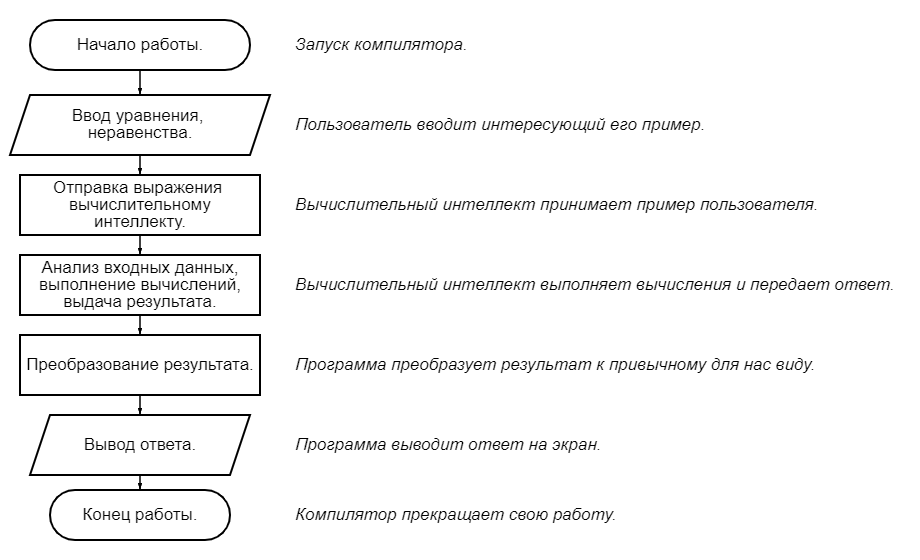 Начало работы.
Запуск компилятора.
Ввод уравнения,
неравенства.
Пользователь вводит интересующий его пример.
Отправка выражения
вычислительному
интеллекту.
Вычислительный интеллект принимает пример пользователя.
Анализ входных данных,
выполнение вычислений,
выдача результата.
Вычислительный интеллект выполняет вычисления и передает ответ.
Преобразование результата.
Программа преобразует результат к привычному для нас виду.
Вывод ответа.
Программа выводит ответ на экран.
Конец работы.
Компилятор прекращает свою работу.